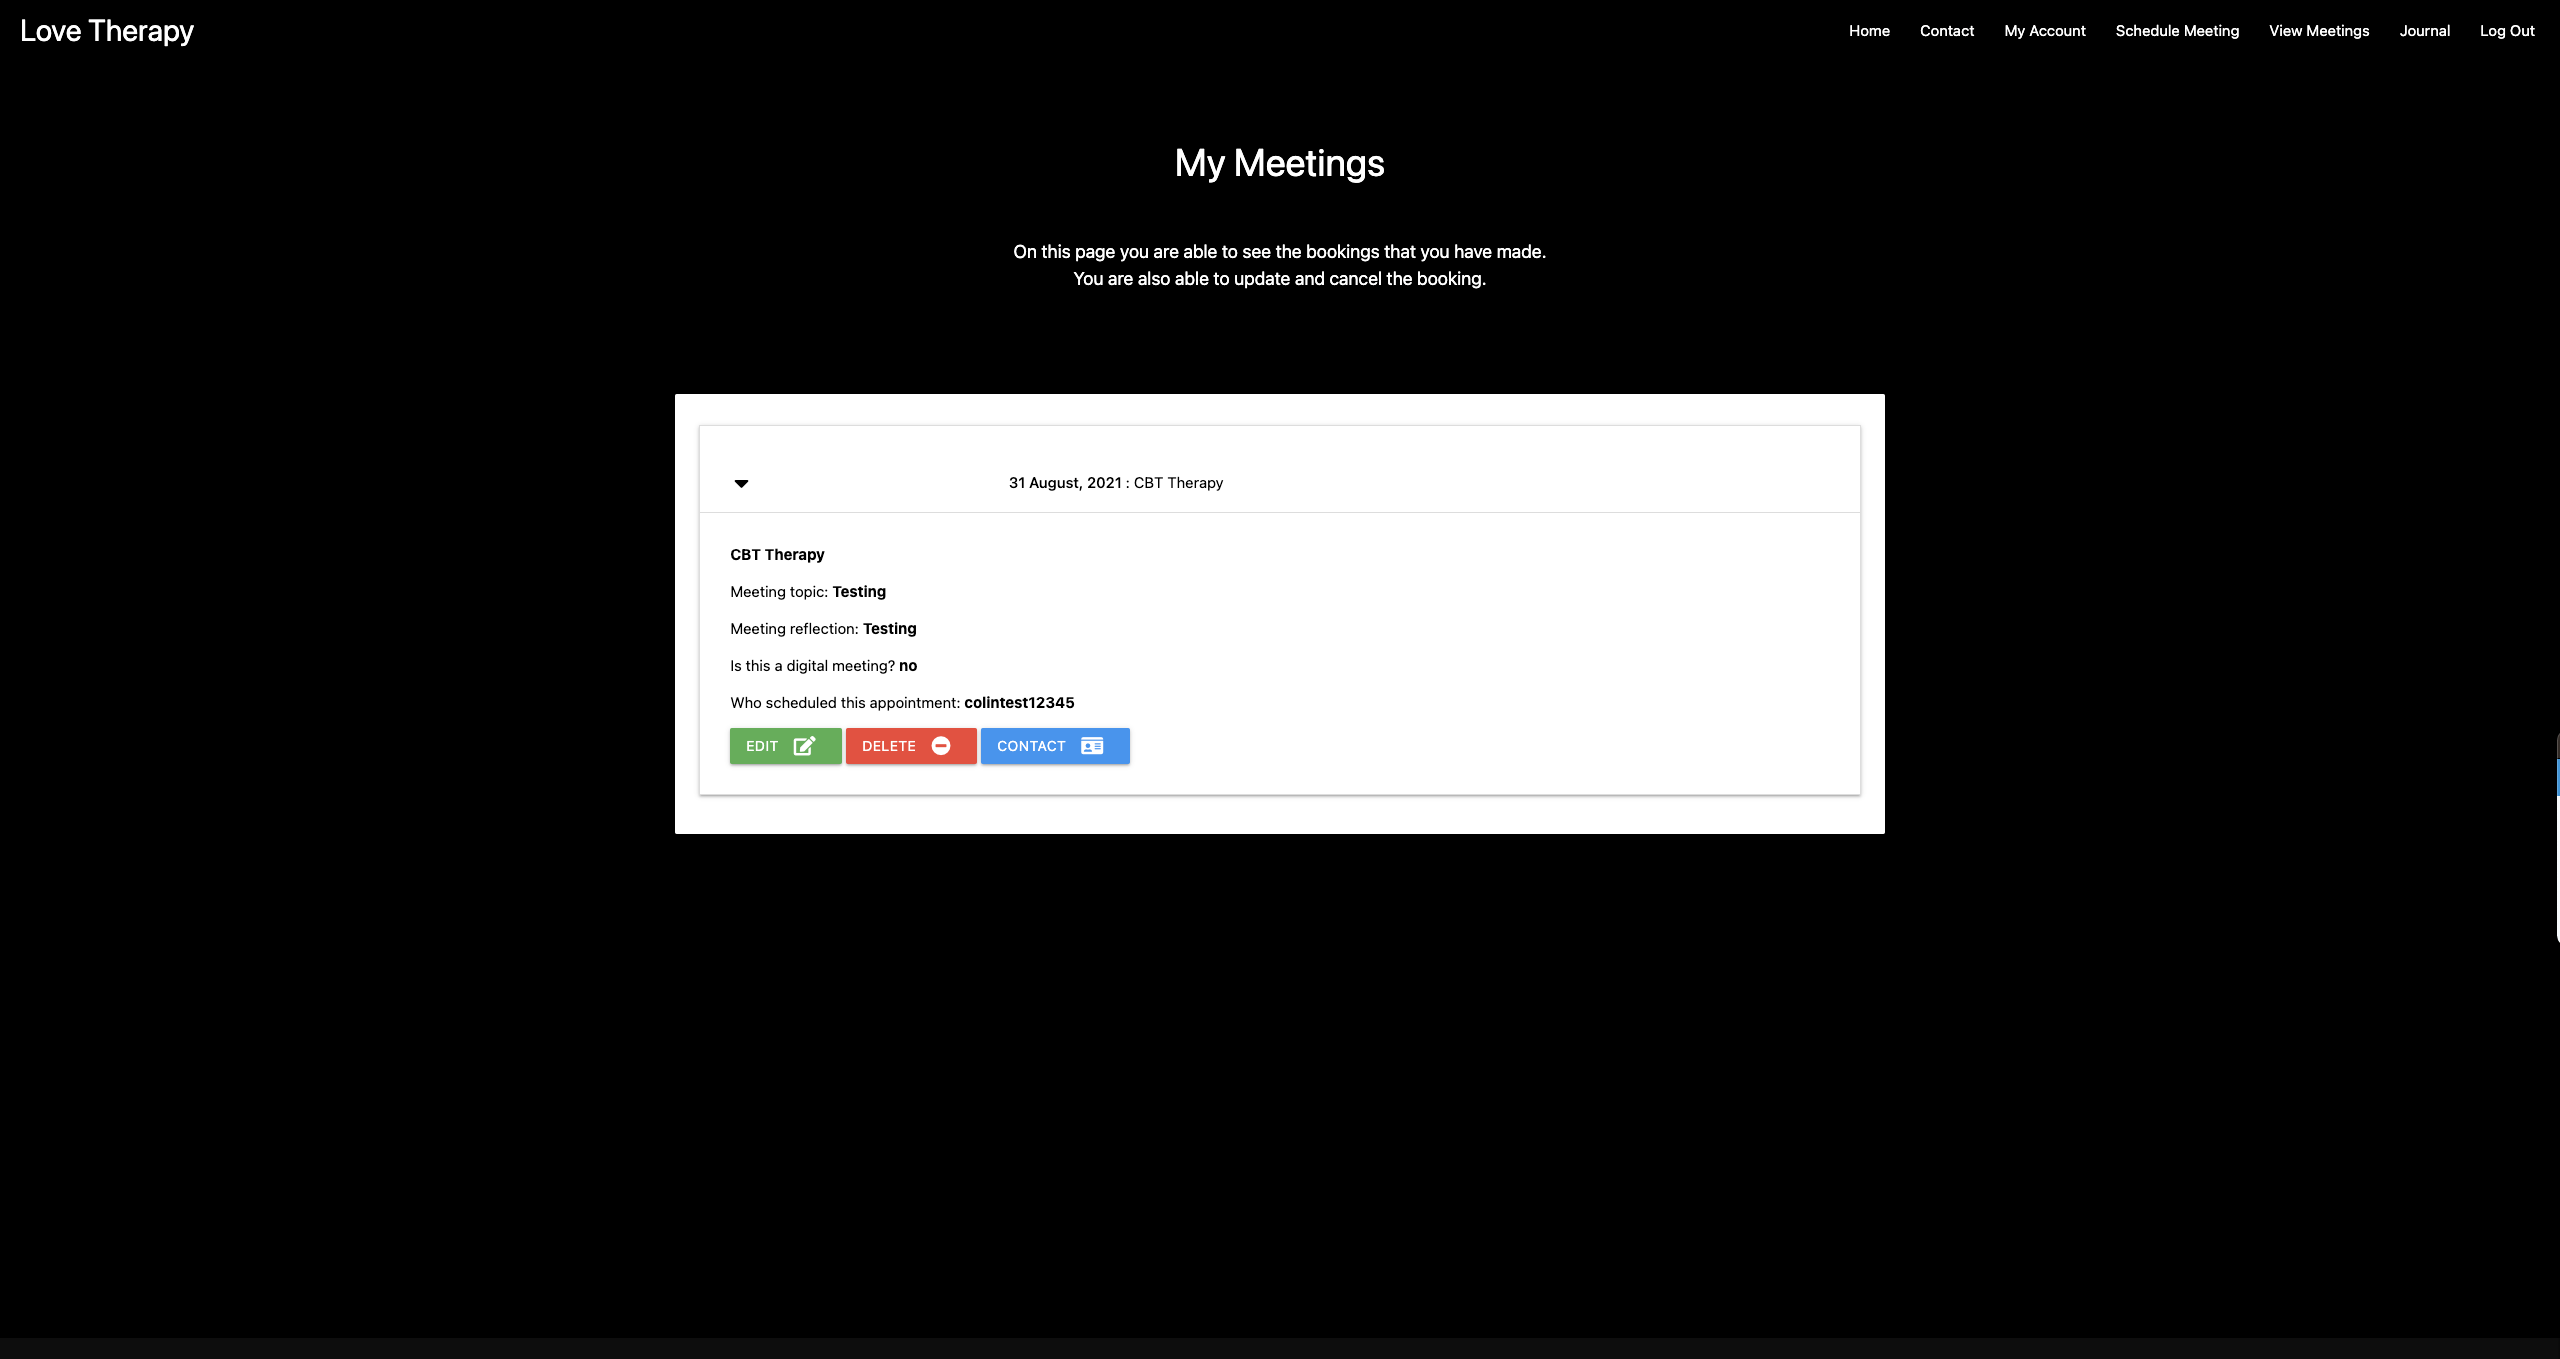 Love Therapy
Home Contact My Account Schedule Meeting View Meetings Journal Log Out
My Meetings
On this page you are able to see the bookings that you have made.
You are also able to update and cancel the booking.
31 August, 2021 : CBT Therapy
CBT Therapy
Meeting topic: Testing
Meeting reflection: Testing
Is this a digital meeting? no
Who scheduled this appointment: colintest12345
EDIT DELETE CONTACT